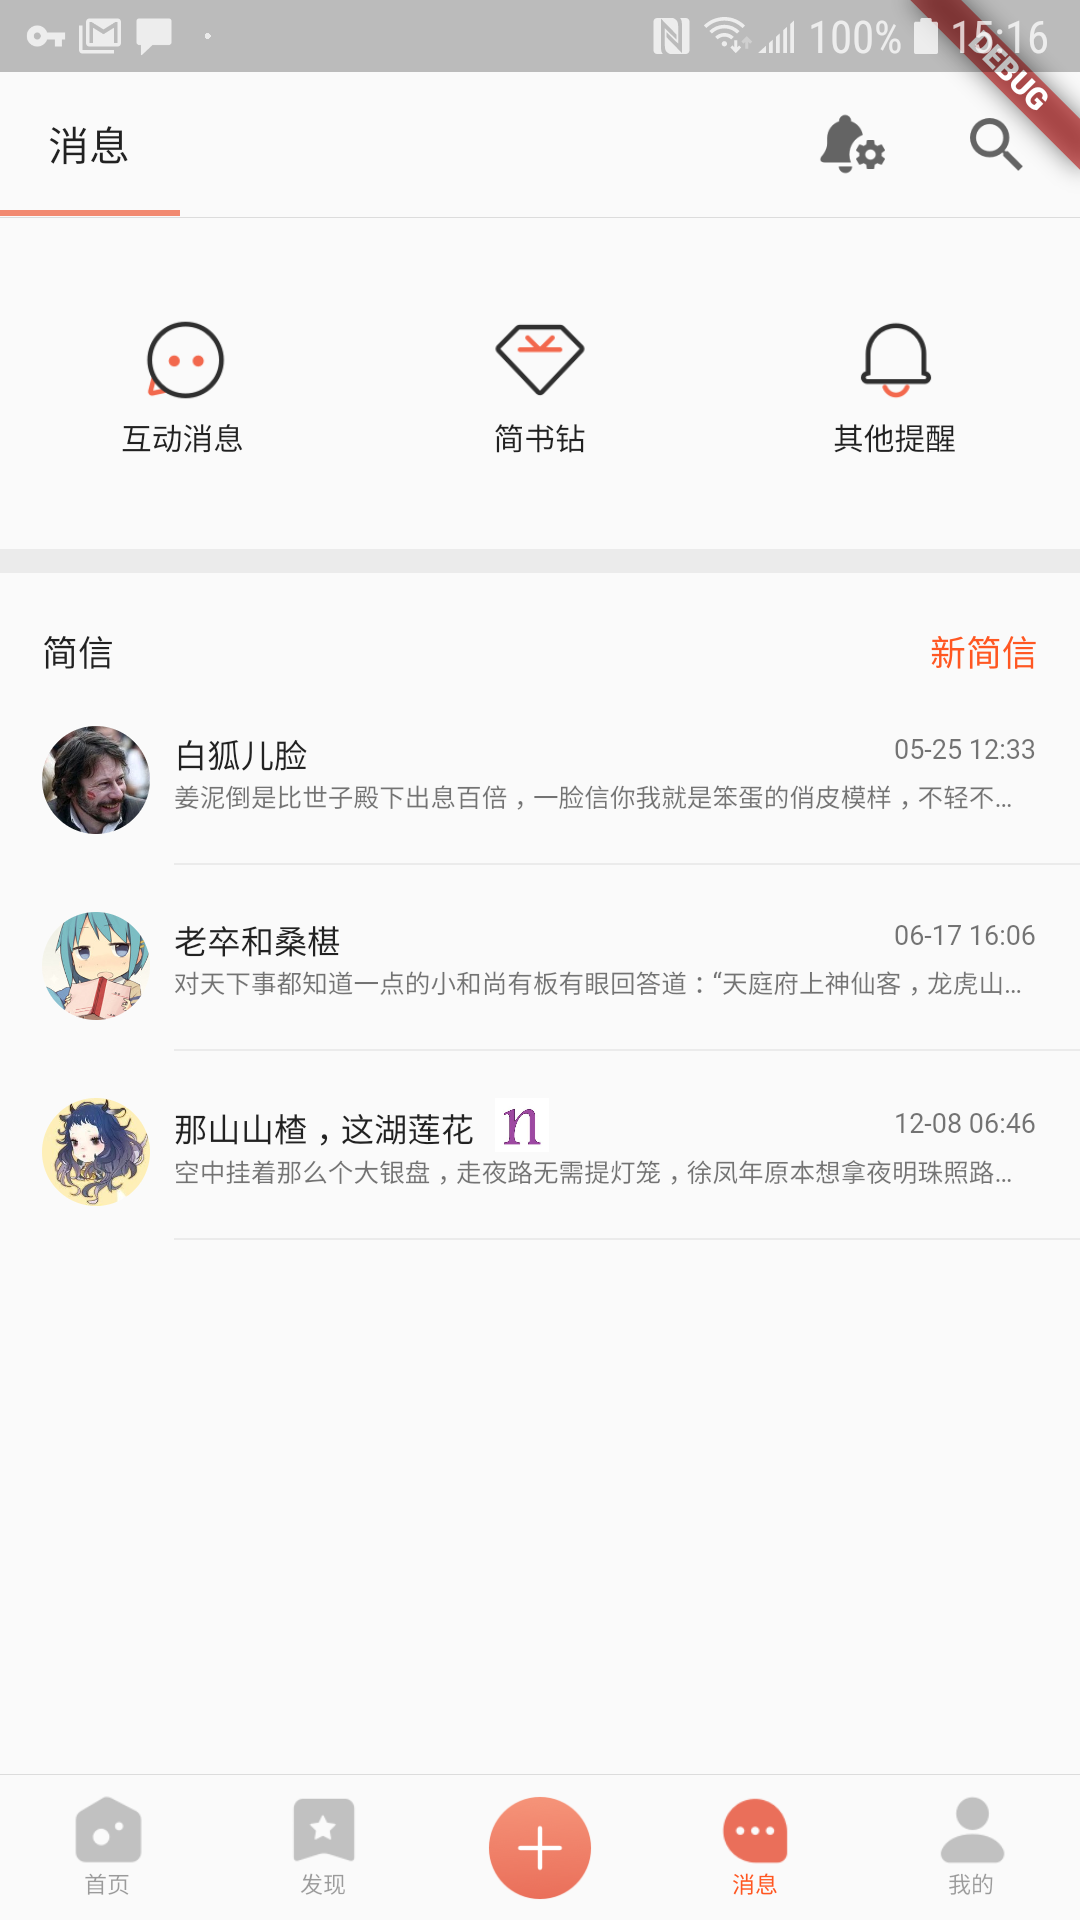 100% 15:16
DEBUG
消息
互动消息 简书钻 其他提醒
简信 新简信
白狐儿脸 05-25 12:33
姜泥倒是比世子殿下出息百倍，一脸信你我就是笨蛋的俏皮模样，不轻不...
老卒和桑椹 06-17 16:06
对天下事都知道一点的小和尚有板有眼回答道：“天庭府上神仙客，龙虎山...
那山山楂，这湖莲花 n 12-08 06:46
空中挂着那么个大银盘，走夜路无需提灯笼，徐凤年原本想拿夜明珠照路...
首页 发现 消息 我的